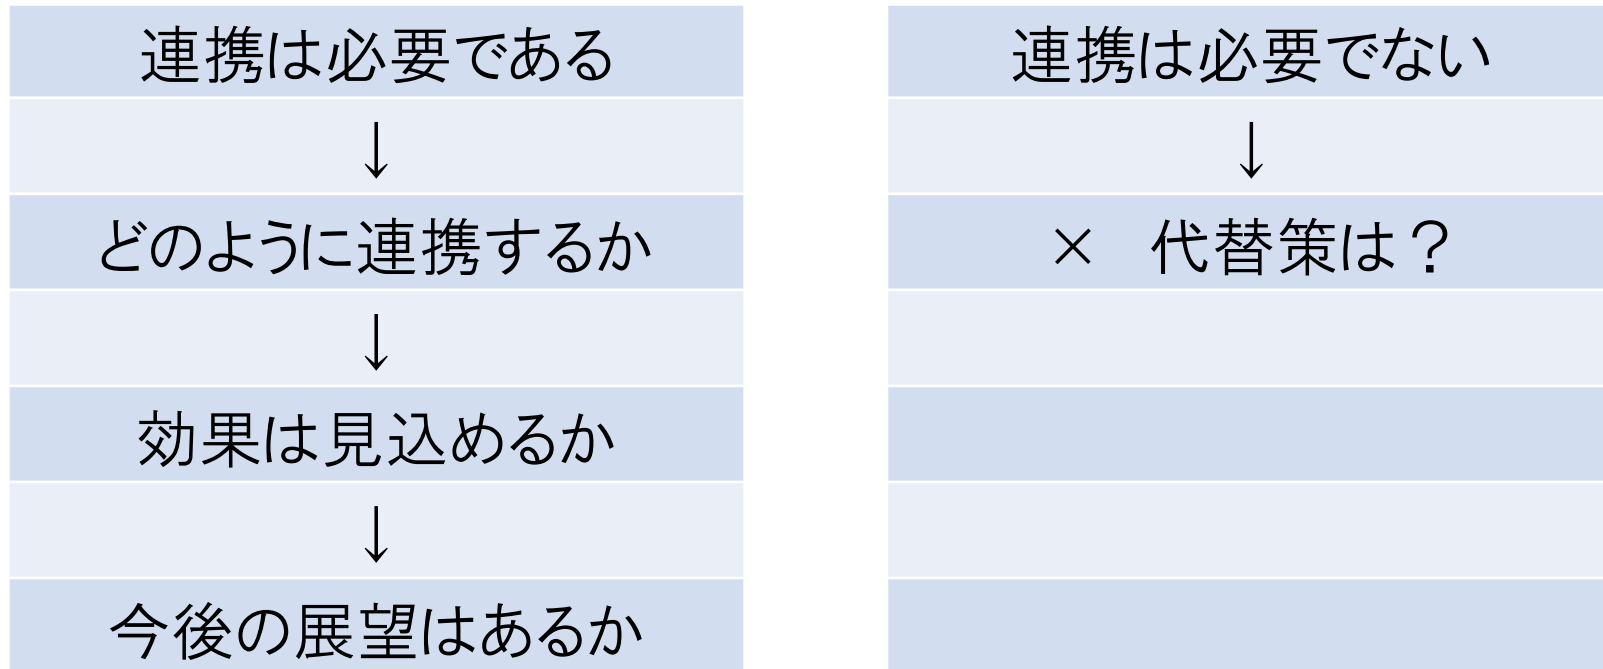 連携は必要である
↓
どのように連携するか
↓
効果は見込めるか
↓
今後の展望はあるか
連携は必要でない
↓
×　代替策は？